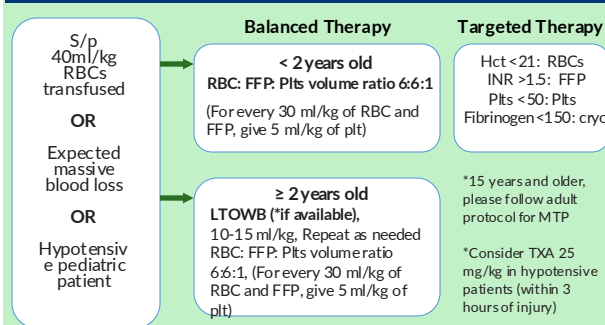 Balanced Therapy
Targeted Therapy
S/p
40ml/kg
RBCs
transfused
OR
Expected
massive
blood loss
OR
Hypotensiv
e pediatric
patient
< 2 years old
RBC: FFP: Plts volume ratio 6:6:1
(For every 30 ml/kg of RBC and
FFP, give 5 ml/kg of plt)
≥ 2 years old
LTOWB (*if available),
10-15 ml/kg, Repeat as needed
RBC: FFP: Plts volume ratio
6:6:1, (For every 30 ml/kg of
RBC and FFP, give 5 ml/kg of
plt)
Hct <21: RBCs
INR >1.5: FFP
Plts <50: Plts
Fibrinogen <150: cryo
*15 years and older,
please follow adult
protocol for MTP
*Consider TXA 25
mg/kg in hypotensive
patients (within 3
hours of injury)